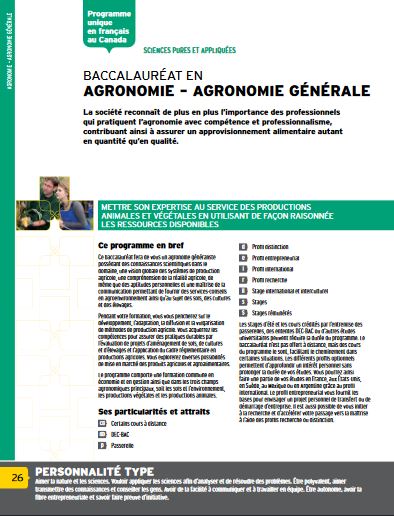 AGRONOMIE – AGRONOMIE GÉNÉRALE
Programme
unique
en français
au Canada
SCIENCES PURES ET APPLIQUÉES
BACCALAURÉAT EN
AGRONOMIE – AGRONOMIE GÉNÉRALE
La société reconnaît de plus en plus l'importance des professionnels
qui pratiquent l'agronomie avec compétence et professionnalisme,
contribuant ainsi à assurer un approvisionnement alimentaire autant
en quantité qu'en qualité.
METTRE SON EXPERTISE AU SERVICE DES PRODUCTIONS
ANIMALES ET VÉGÉTALES EN UTILISANT DE FAÇON RAISONNÉE
LES RESSOURCES DISPONIBLES
Ce programme en bref
Ce baccalauréat fera de vous un agronome généraliste
possédant des connaissances scientifiques dans le
domaine, une vision globale des systèmes de production
agricole, une compréhension de la réalité agricole, de
même que des aptitudes personnelles et une maîtrise de la
communication permettant de fournir des services-conseils
en agroenvironnement ainsi qu'au sujet des sols, des cultures
et des élevages.
Pendant votre formation, vous vous pencherez sur le
développement, l'adaptation, la diffusion et la vulgarisation
de méthodes de production agricole. Vous acquerrez les
compétences pour assurer des pratiques durables par
l'évaluation de projets d'aménagement de sols, de cultures
et d'élevages et l'application du cadre réglementaire en
productions agricoles. Vous explorerez diverses possibilités
de mise en marché des produits agricoles et agroalimentaires.
Le programme comporte une formation commune en
économie et en gestion ainsi que dans les trois champs
agronomiques principaux, soit les sols et l'environnement,
les productions végétales et les productions animales.
Ses particularités et attraits
Certains cours à distance
DEC-BAC
P Passerelle
Profil distinction
Profil entrepreneurial
Profil international
Profil recherche
Stage international et interculturel
S Stages
Stages rémunérés
Les stages d'été et les cours crédités par l'entremise des
passerelles, des ententes DEC-BAC ou d'autres études
universitaires peuvent réduire la durée du programme. Le
baccalauréat n'est pas offert à distance, mais des cours
du programme le sont, facilitant le cheminement dans
certaines situations. Les différents profils optionnels
permettent d'approfondir un intérêt personnel sans
prolonger la durée de vos études. Vous pourrez ainsi
faire une partie de vos études en France, aux États-Unis,
en Suède, au Mexique ou en Argentine grâce au profil
international. Le profil entrepreneurial vous fournit les
bases pour envisager un projet personnel de transfert ou de
démarrage d'entreprise. Il est aussi possible de vous initier
à la recherche et d'accélérer votre passage vers la maîtrise
à l'aide des profils recherche ou distinction.
26
PERSONNALITÉ TYPE
Aimer la nature et les sciences. Vouloir appliquer les sciences afin d'analyser et de résoudre des problèmes. Être polyvalent, aimer
transmettre des connaissances et conseiller les gens. Avoir de la facilité à communiquer et à travailler en équipe. Être autonome, avoir la
fibre entrepreneuriale et savoir faire preuve d'initiative.